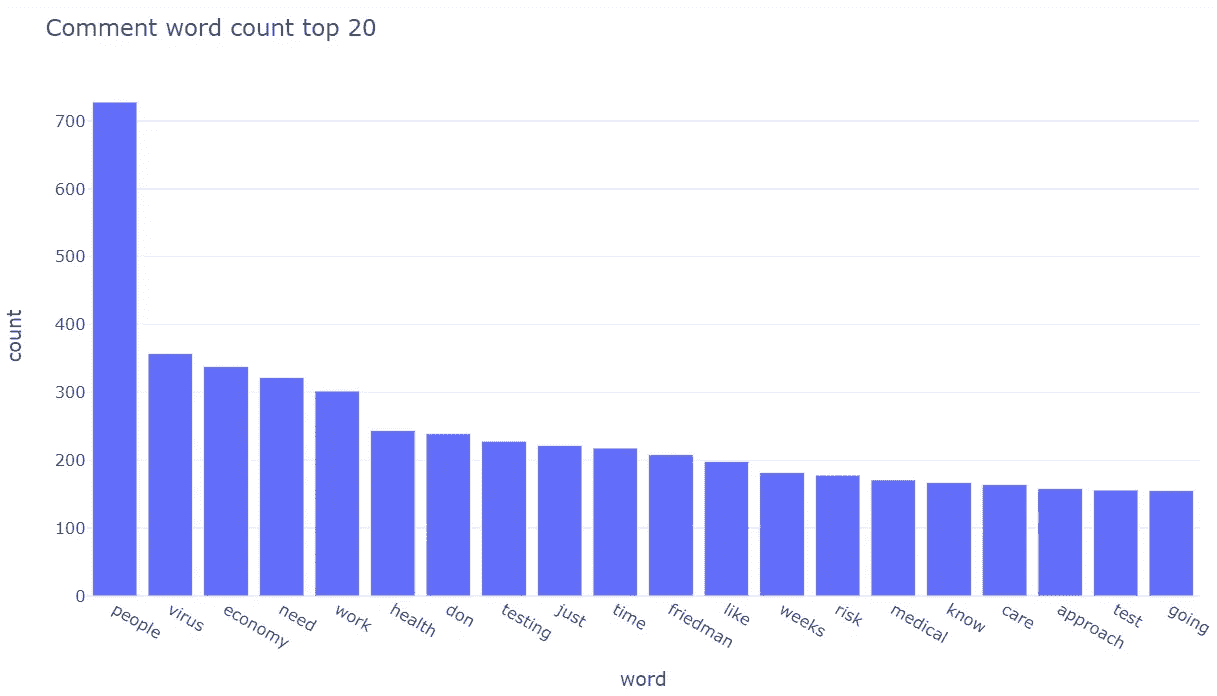 Comment word count top 20
700
600
500
400
300
200
100
0
count
people
virus
economy
need
work
health
don
testing
just
time
friedman
like
weeks
risk
medical
know
care
approach
test
going
word